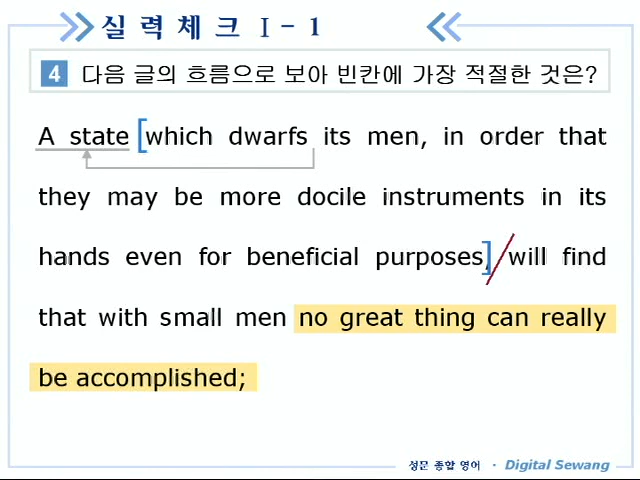 실 력 체 크 I - 1
4 다음 글의 흐름으로 보아 빈칸에 가장 적절한 것은?
A state [which dwarfs its men, in order that
they may be more docile instruments in its
hands even for beneficial purposes,] / will find
that with small men no great thing can really
be accomplished;
성문 종합 영어 · Digital Sewang